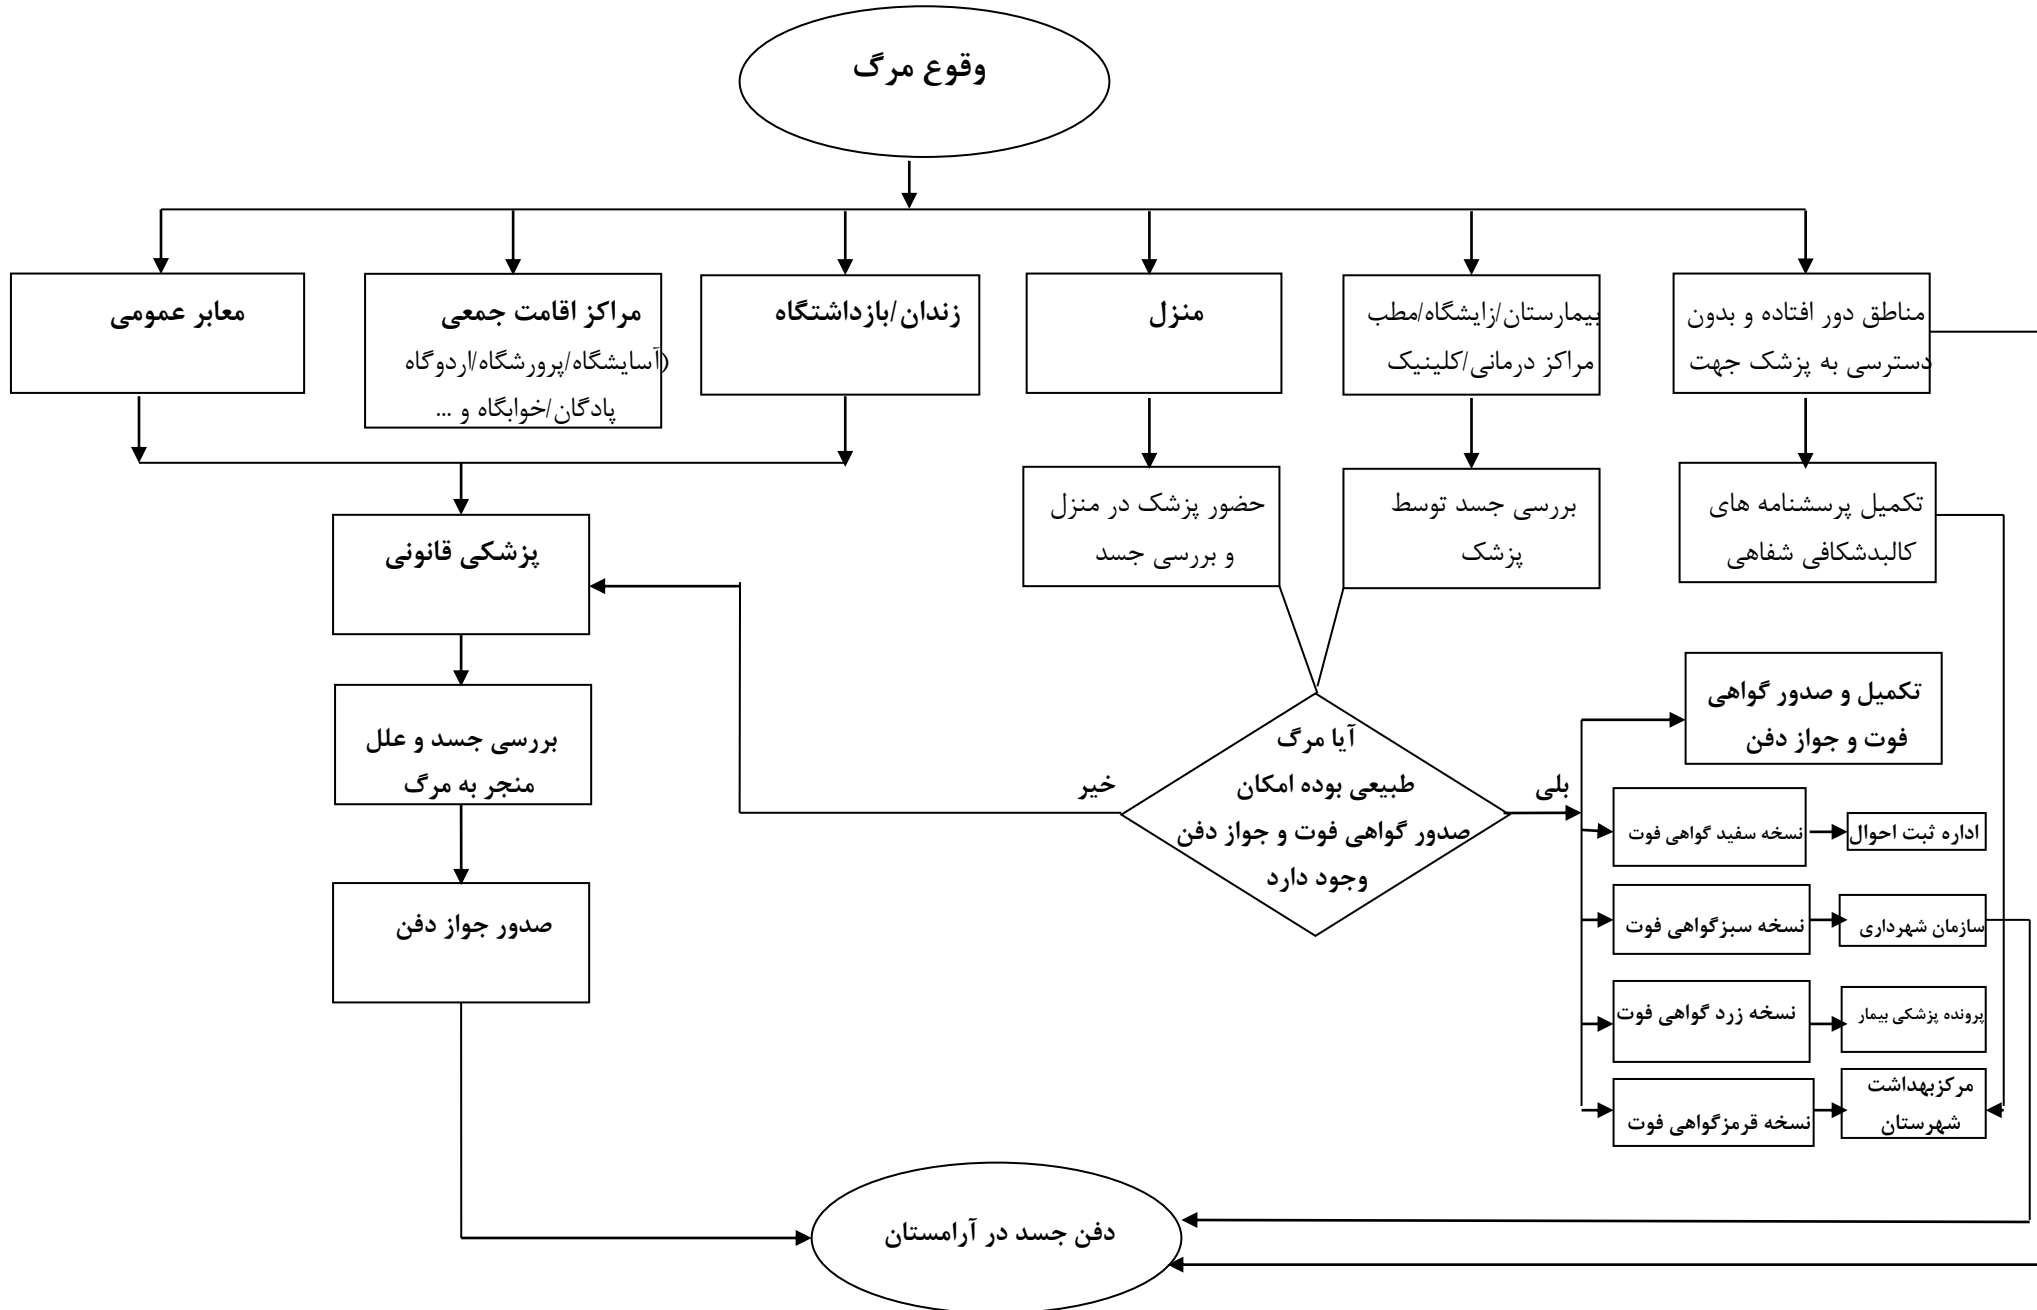 وقوع مرگ
مناطق دور افتاده و بدون
دسترسی به پزشک جهت
بیمارستان/زایشگاه/مطب
مراکز درمانی/کلینیک
منزل
زندان/بازداشتگاه
مراکز اقامت جمعی
(آسایشگاه/پرورشگاه/اردوگاه
پادگان/خوابگاه و ...
معابر عمومی
تکمیل پرسشنامه های
کالبدشکافی شفاهی
بررسی جسد توسط
پزشک
حضور پزشک در منزل
و بررسی جسد
پزشکی قانونی
بررسی جسد و علل
منجر به مرگ
صدور جواز دفن
آیا مرگ
طبیعی بوده امکان
صدور گواهی فوت و جواز دفن
وجود دارد
خیر
بلی
تکمیل و صدور گواهی
فوت و جواز دفن
نسخه سفید گواهی فوت
اداره ثبت احوال
نسخه سبزگواهی فوت
سازمان شهرداری
نسخه زرد گواهی فوت
پرونده پزشکی بیمار
نسخه قرمزگواهی فوت
مرکزبهداشت
شهرستان
دفن جسد در آرامستان